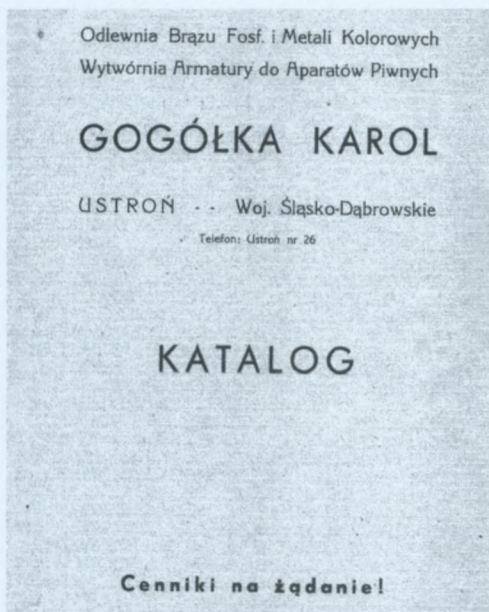 Odlewnia Brązu Fosf. i Metali Kolorowych
Wytwórnia Armatury do Aparatów Piwnych
GOGÓŁKA KAROL
USTROŃ - - Woj. Śląsko-Dąbrowskie
Telefon: Ustroń nr 26
KATALOG
Cenniki na żądanie!